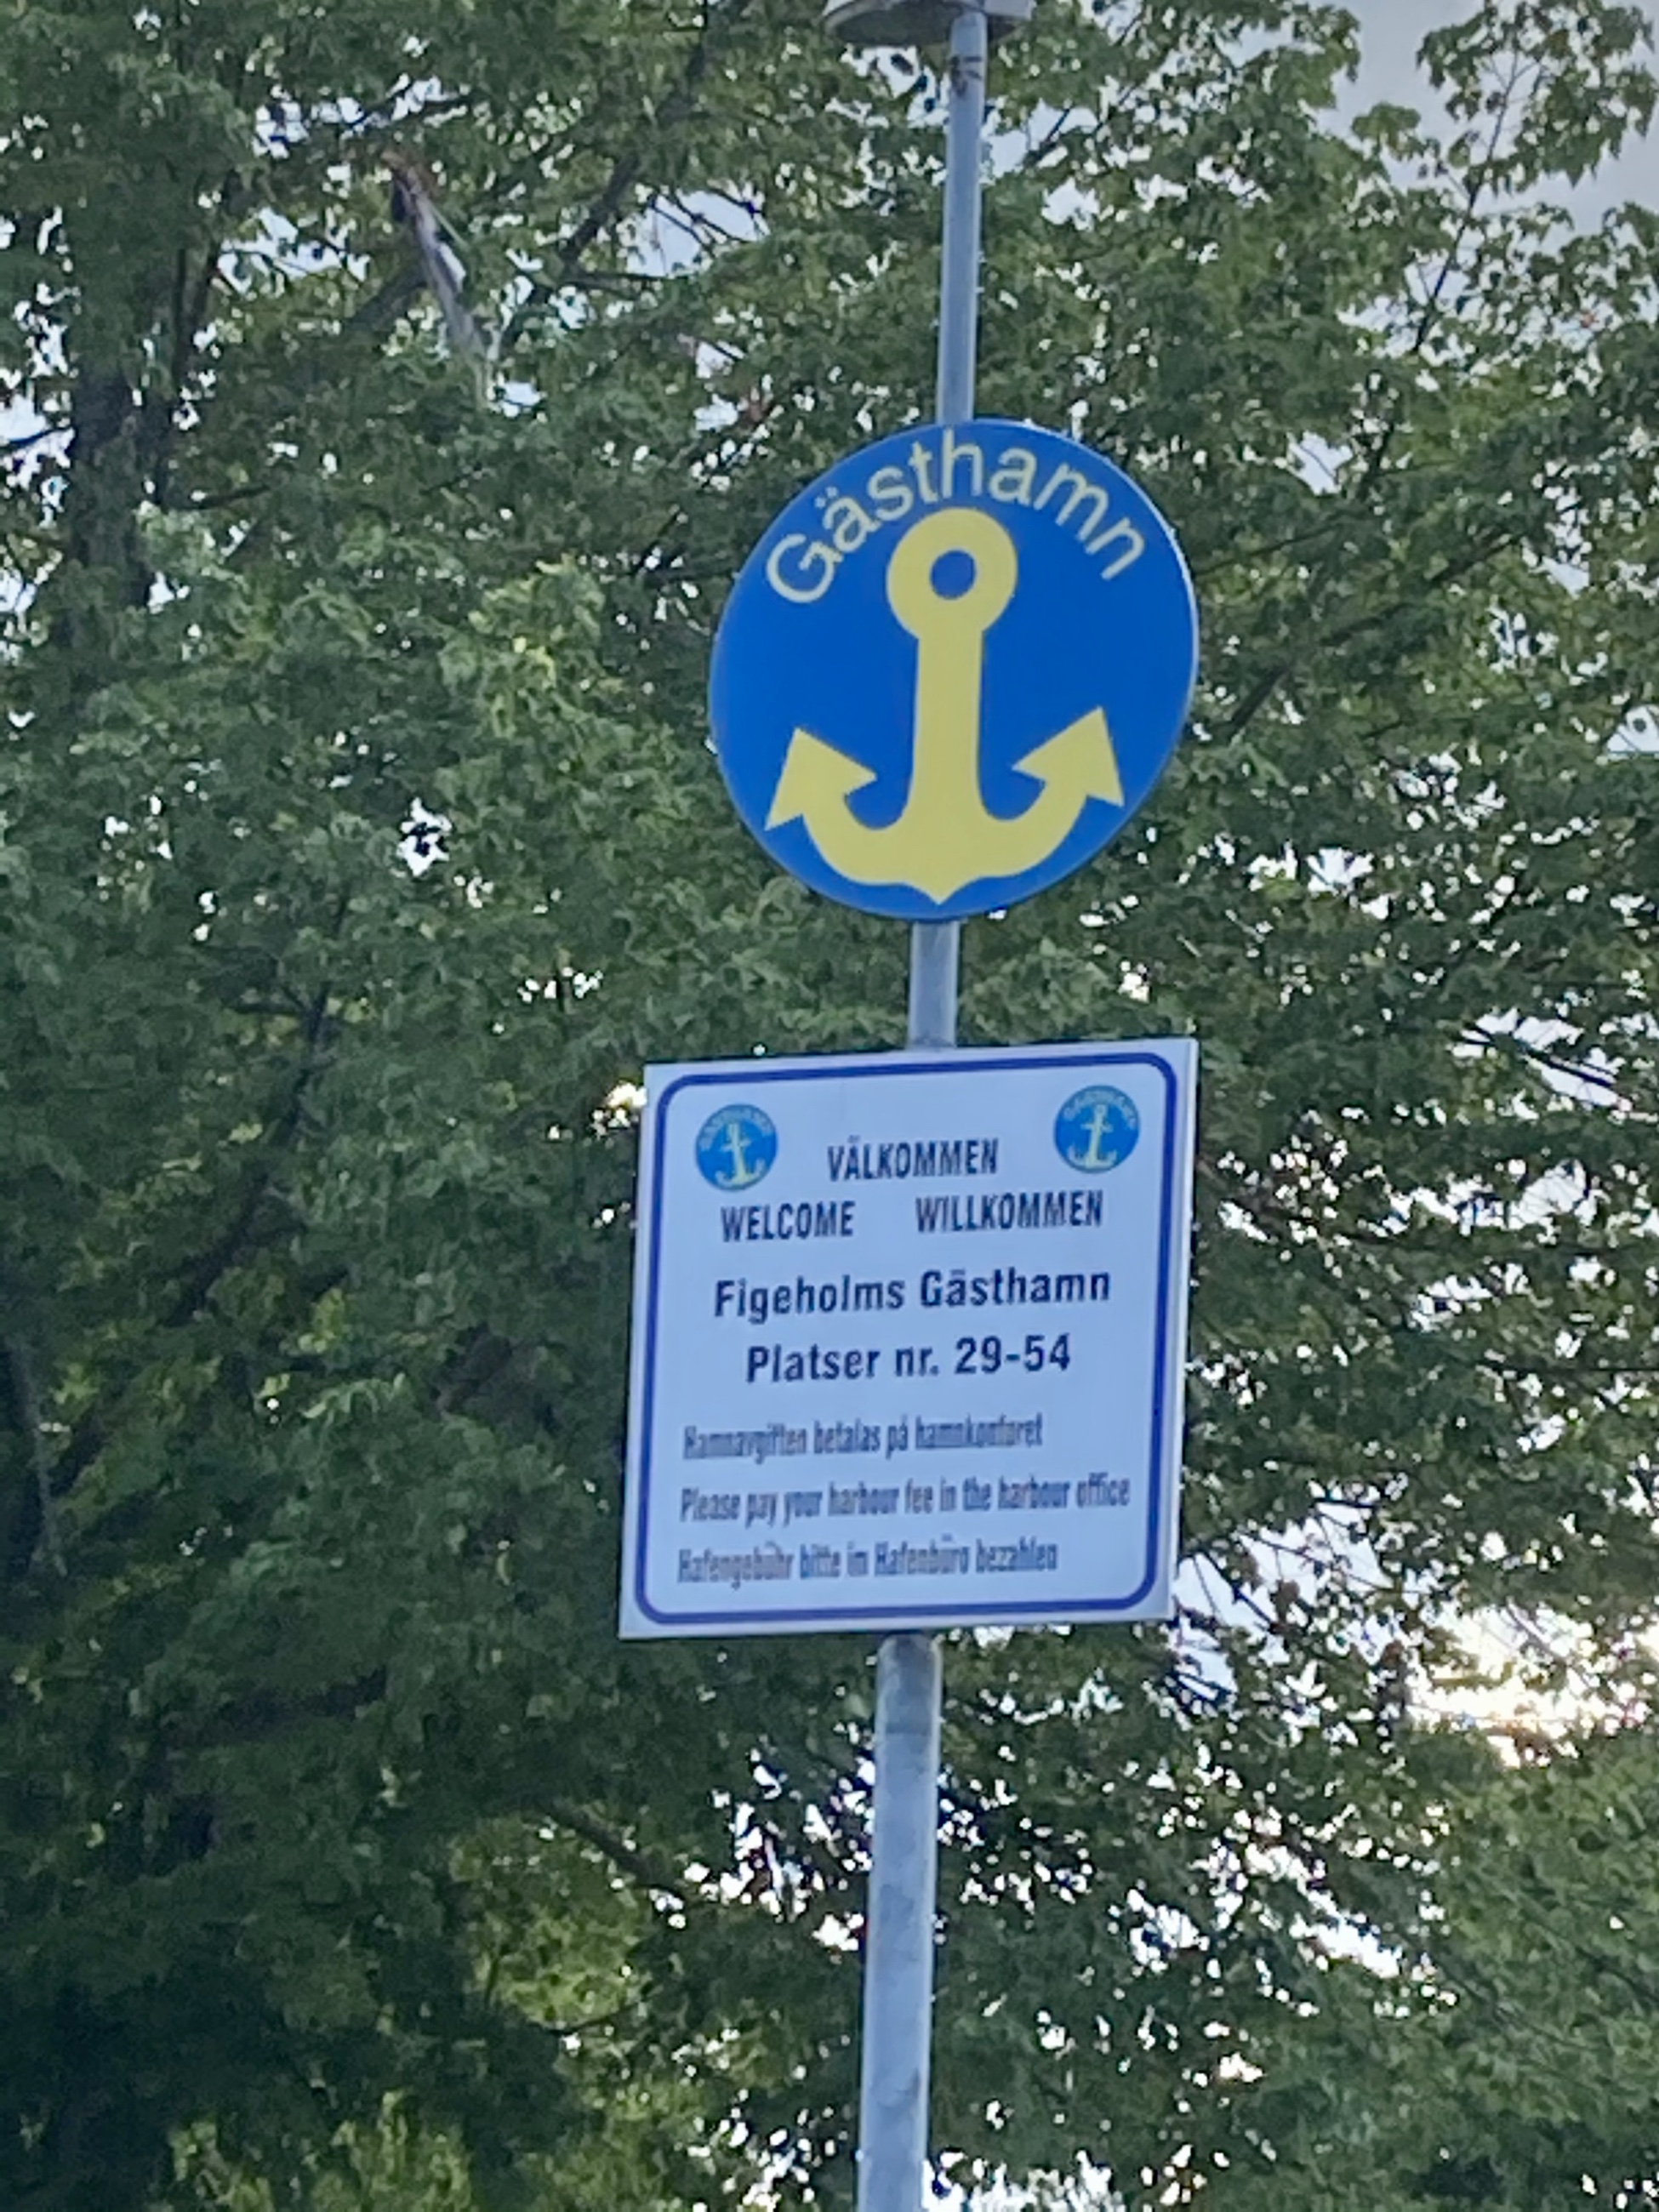 Gästhamn
VÄLKOMMEN
WELCOME WILLKOMMEN
Figeholms Gästhamn
Platser nr. 29-54
Hamnavgiften betalas på hamnkontoret
Please pay your harbour fee in the harbour office
Hafengebühr bitte im Hafenbüro bezahlen